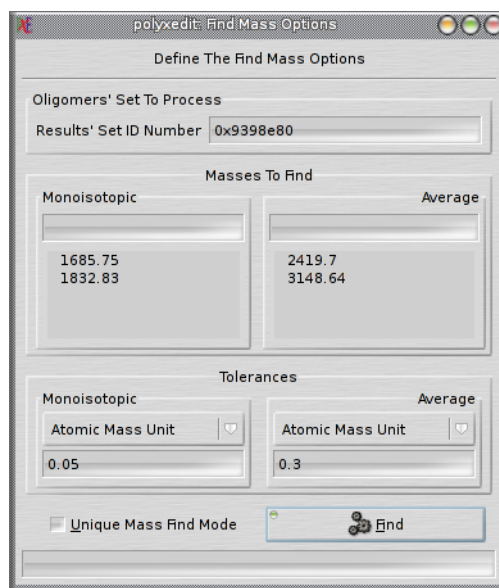 polyxedit: Find Mass Options
Define The Find Mass Options
Oligomers' Set To Process
Results' Set ID Number 0x9398e80
Masses To Find
Monoisotopic Average
1685.75 2419.7
1832.83 3148.64
Tolerances
Monoisotopic Average
Atomic Mass Unit Atomic Mass Unit
0.05 0.3
Unique Mass Find Mode Find